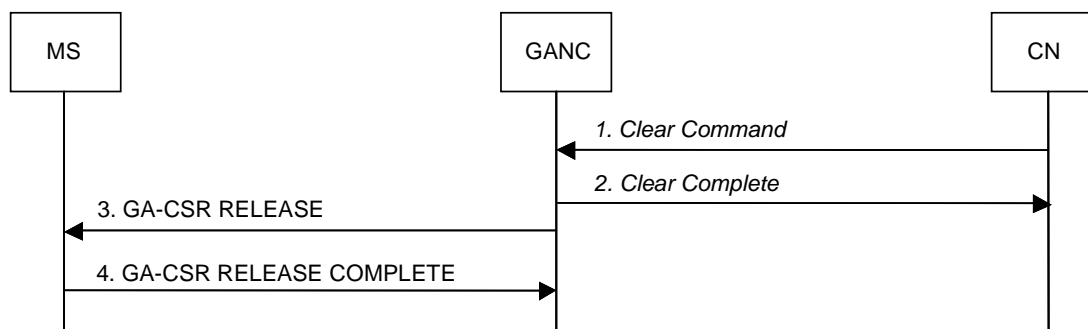 MS
GANC
CN
1. Clear Command
2. Clear Complete
3. GA-CSR RELEASE
4. GA-CSR RELEASE COMPLETE